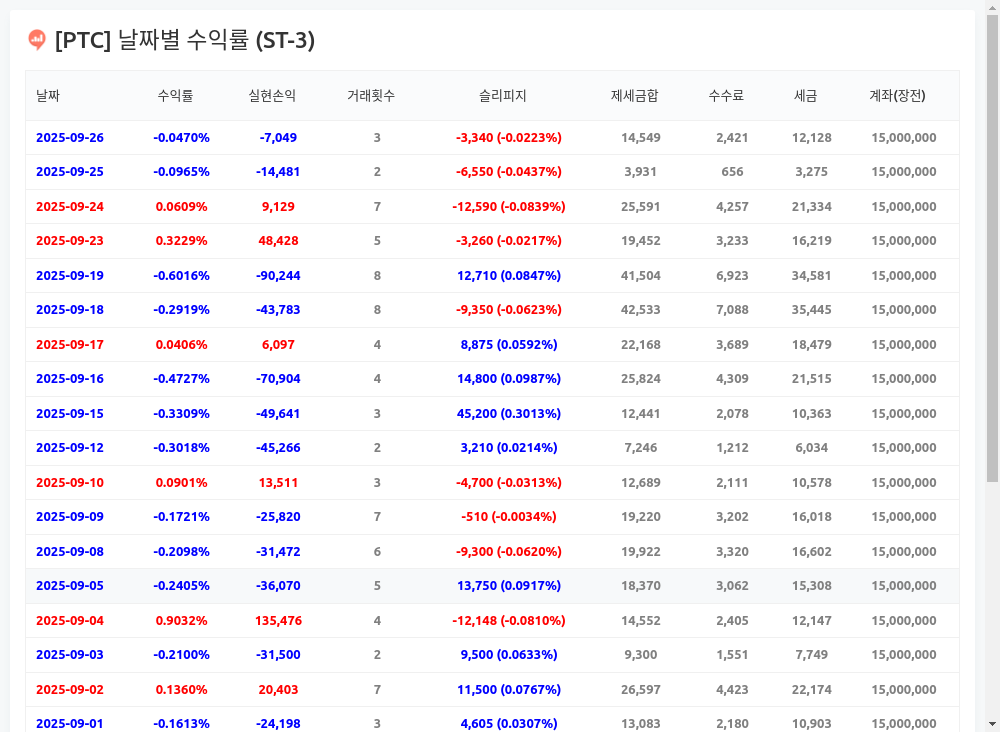 [PTC] 날짜별 수익률 (ST-3)
날짜 수익률 실현손익 거래횟수 슬리피지 제세금합 수수료 세금 계좌(장전)
2025-09-26 -0.0470% -7,049 3 -3,340 (-0.0223%) 14,549 2,421 12,128 15,000,000
2025-09-25 -0.0965% -14,481 2 -6,550 (-0.0437%) 3,931 656 3,275 15,000,000
2025-09-24 0.0609% 9,129 7 -12,590 (-0.0839%) 25,591 4,257 21,334 15,000,000
2025-09-23 0.3229% 48,428 5 -3,260 (-0.0217%) 19,452 3,233 16,219 15,000,000
2025-09-19 -0.6016% -90,244 8 12,710 (0.0847%) 41,504 6,923 34,581 15,000,000
2025-09-18 -0.2919% -43,783 8 -9,350 (-0.0623%) 42,533 7,088 35,445 15,000,000
2025-09-17 0.0406% 6,097 4 8,875 (0.0592%) 22,168 3,689 18,479 15,000,000
2025-09-16 -0.4727% -70,904 4 14,800 (0.0987%) 25,824 4,309 21,515 15,000,000
2025-09-15 -0.3309% -49,641 3 45,200 (0.3013%) 12,441 2,078 10,363 15,000,000
2025-09-12 -0.3018% -45,266 2 3,210 (0.0214%) 7,246 1,212 6,034 15,000,000
2025-09-10 0.0901% 13,511 3 -4,700 (-0.0313%) 12,689 2,111 10,578 15,000,000
2025-09-09 -0.1721% -25,820 7 -510 (-0.0034%) 19,220 3,202 16,018 15,000,000
2025-09-08 -0.2098% -31,472 6 -9,300 (-0.0620%) 19,922 3,320 16,602 15,000,000
2025-09-05 -0.2405% -36,070 5 13,750 (0.0917%) 18,370 3,062 15,308 15,000,000
2025-09-04 0.9032% 135,476 4 -12,148 (-0.0810%) 14,552 2,405 12,147 15,000,000
2025-09-03 -0.2100% -31,500 2 9,500 (0.0633%) 9,300 1,551 7,749 15,000,000
2025-09-02 0.1360% 20,403 7 11,500 (0.0767%) 26,597 4,423 22,174 15,000,000
2025-09-01 -0.1613% -24,198 3 4,605 (0.0307%) 13,083 2,180 10,903 15,000,000